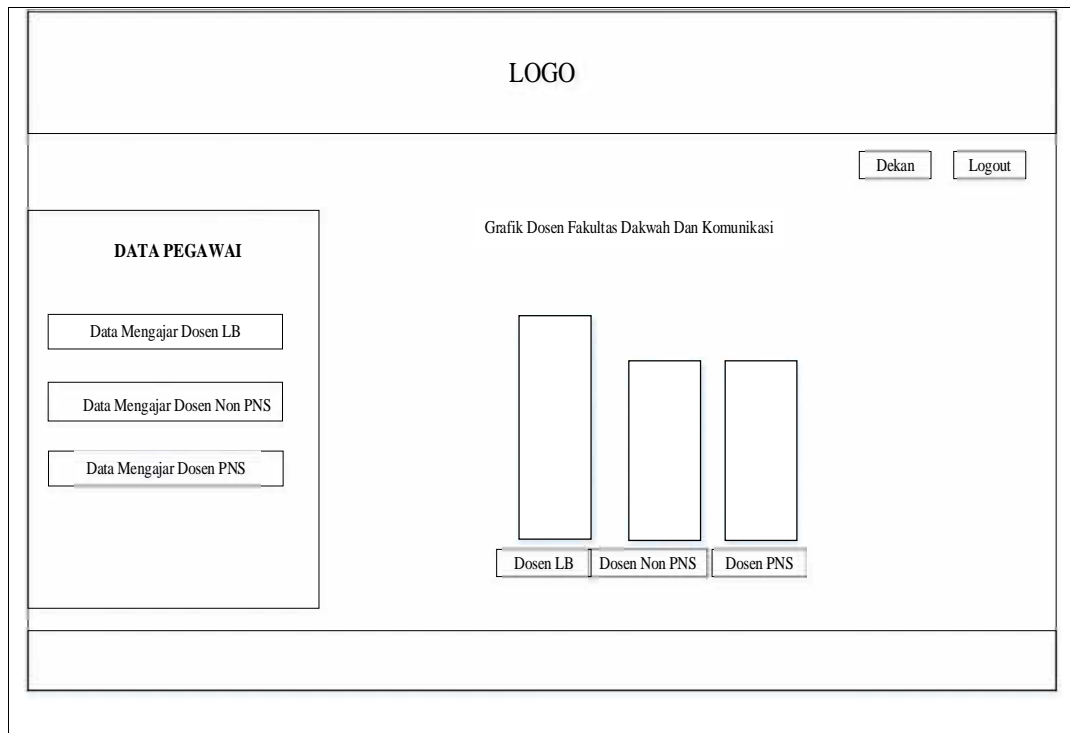 LOGO
Dekan
Logout
DATA PEGAWAI
Data Mengajar Dosen LB
Data Mengajar Dosen Non PNS
Data Mengajar Dosen PNS
Grafik Dosen Fakultas Dakwah Dan Komunikasi
Dosen LB
Dosen Non PNS
Dosen PNS